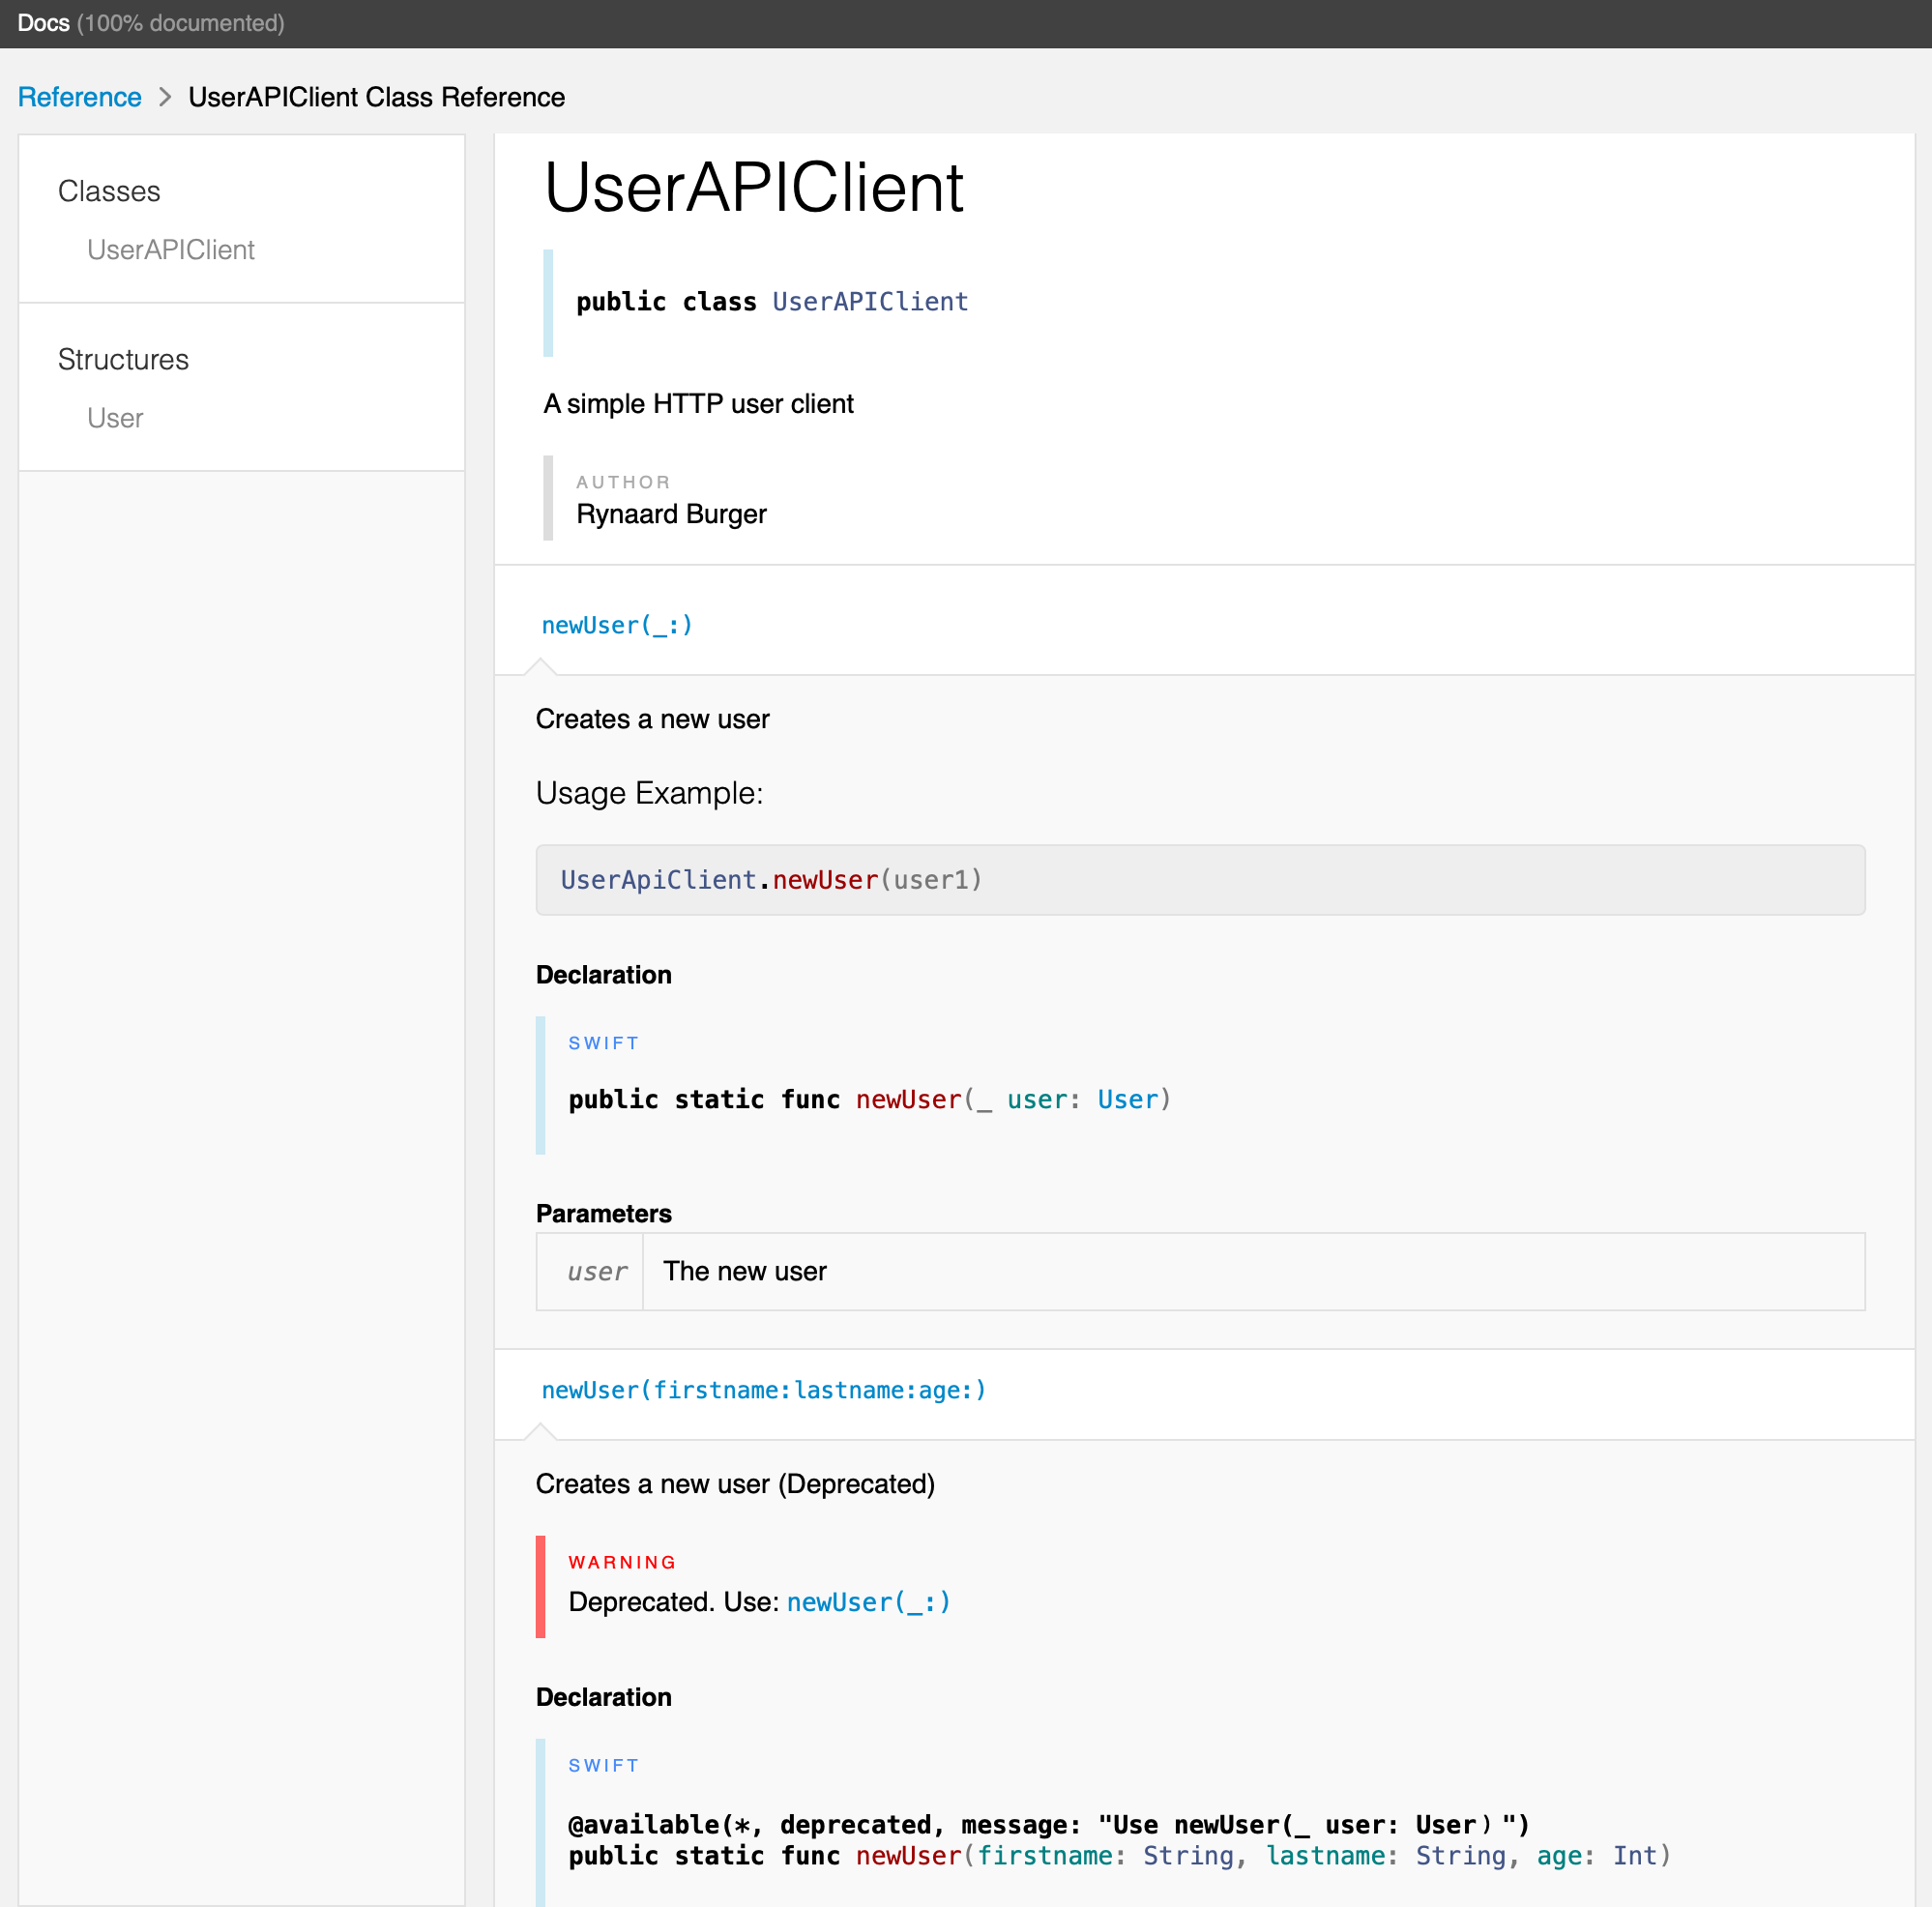 Docs (100% documented)
Reference > UserAPIClient Class Reference
Classes
UserAPIClient
Structures
User
UserAPIClient
public class UserAPIClient
A simple HTTP user client
AUTHOR
Rynaard Burger
newUser(_:)
Creates a new user
Usage Example:
UserApiClient.newUser(user1)
Declaration
SWIFT
public static func newUser(_ user: User)
Parameters
user The new user
newUser(firstname:lastname:age:)
Creates a new user (Deprecated)
WARNING
Deprecated. Use: newUser(_:)
Declaration
SWIFT
@available(*, deprecated, message: "Use newUser(_ user: User）")
public static func newUser(firstname: String, lastname: String, age: Int)